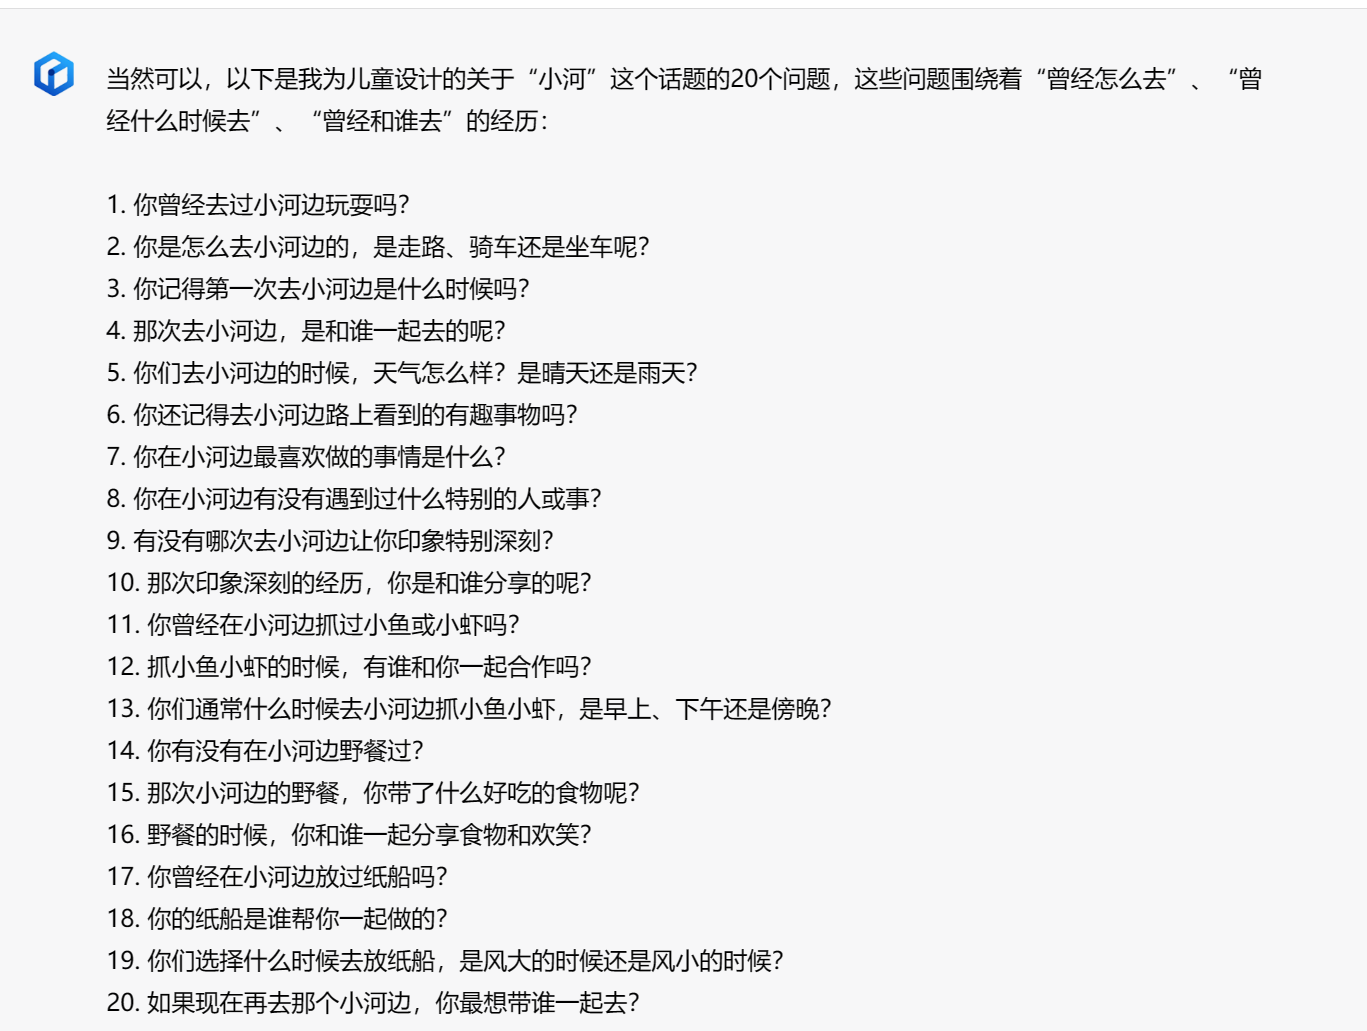 当然可以，以下是我为儿童设计的关于“小河”这个话题的20个问题，这些问题围绕着“曾经怎么去”、“曾
经什么时候去”、“曾经和谁去”的经历：
1. 你曾经去过小河边玩耍吗？
2. 你是怎么去小河边的，是走路、骑车还是坐车呢？
3. 你记得第一次去小河边是什么时候吗？
4. 那次去小河边，是和谁一起去的呢？
5. 你们去小河边的时候，天气怎么样？是晴天还是雨天？
6. 你还记得去小河边路上看到的有趣事物吗？
7. 你在小河边最喜欢做的事情是什么？
8. 你在小河边有没有遇到过什么特别的人或事？
9. 有没有哪次去小河边让你印象特别深刻？
10. 那次印象深刻的经历，你是和谁分享的呢？
11. 你曾经在小河边抓过小鱼或小虾吗？
12. 抓小鱼小虾的时候，有谁和你一起合作吗？
13. 你们通常什么时候去小河边抓小鱼小虾，是早上、下午还是傍晚？
14. 你有没有在小河边野餐过？
15. 那次小河边的野餐，你带了什么好吃的食物呢？
16. 野餐的时候，你和谁一起分享食物和欢笑？
17. 你曾经在小河边放过纸船吗？
18. 你的纸船是谁帮你一起做的？
19. 你们选择什么时候去放纸船，是风大的时候还是风小的时候？
20. 如果现在再去那个小河边，你最想带谁一起去？